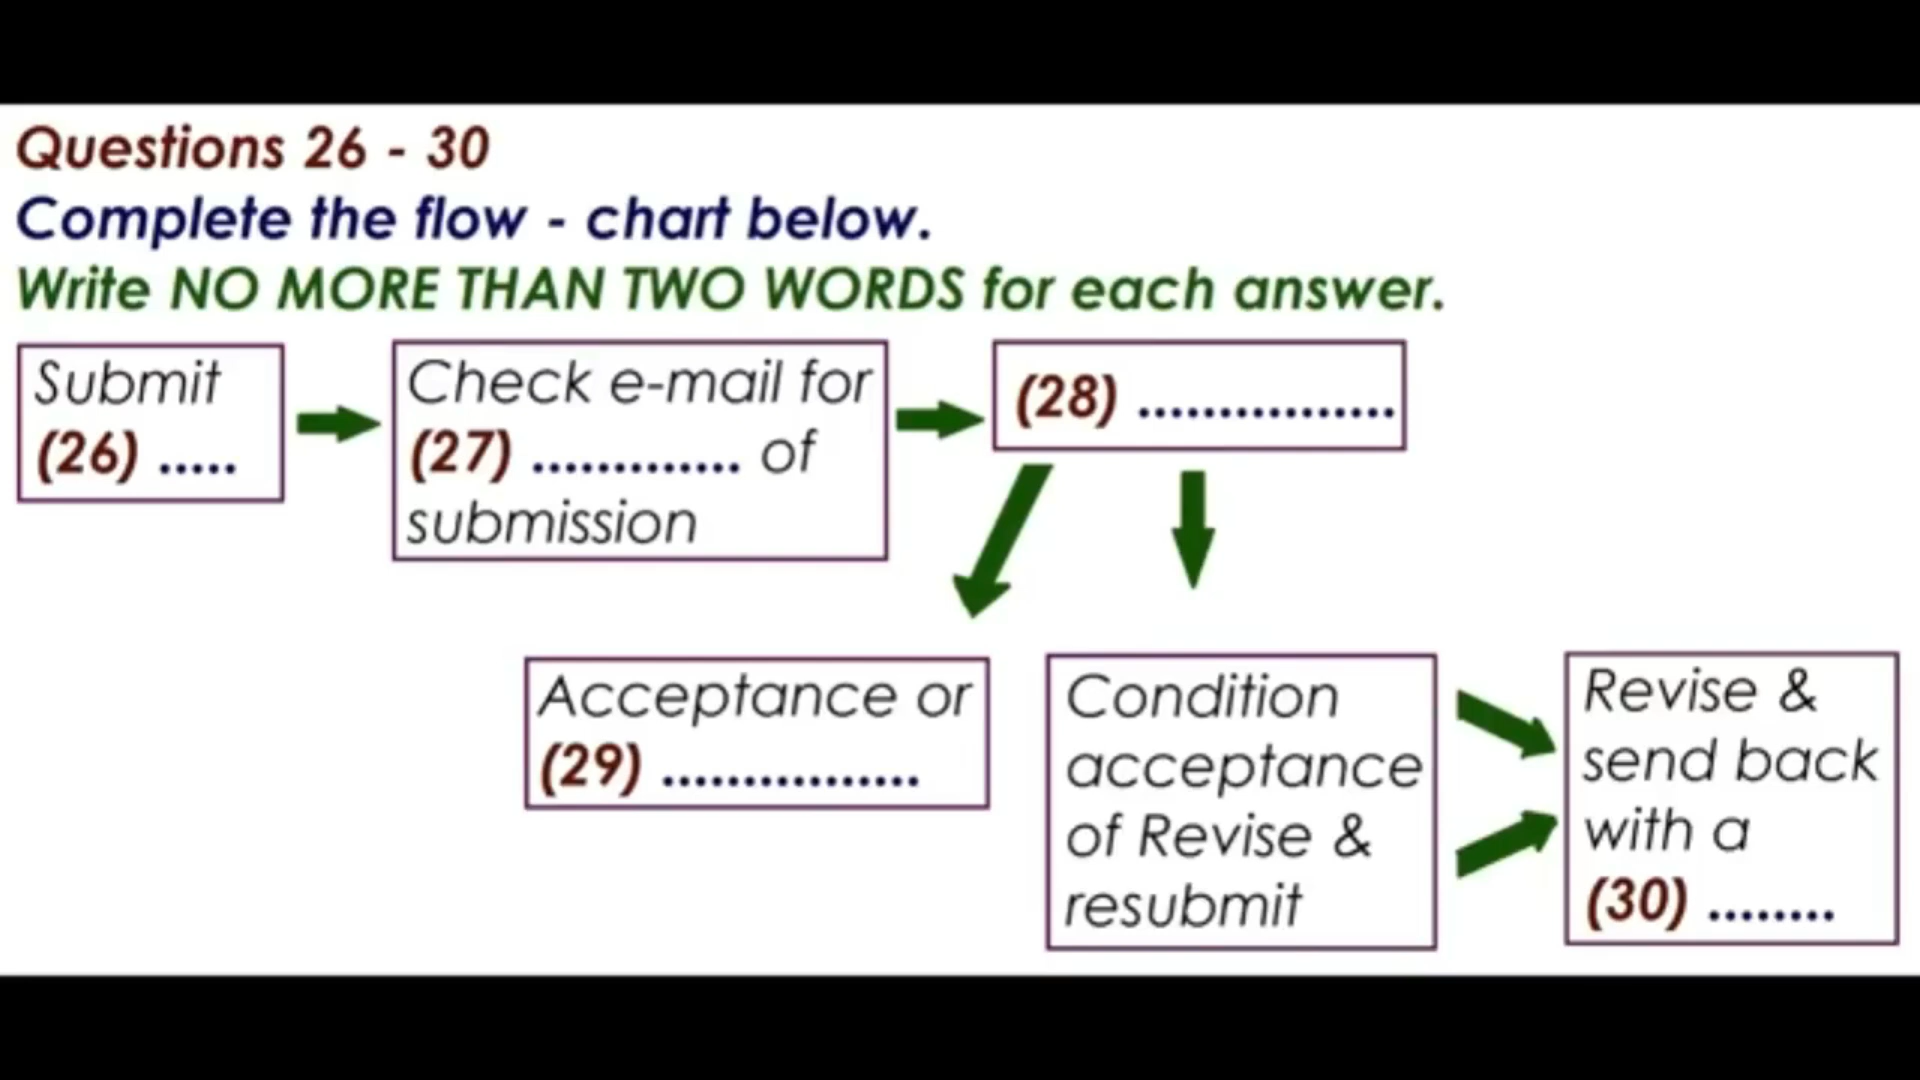 Questions 26 - 30
Complete the flow - chart below.
Write NO MORE THAN TWO WORDS for each answer.
Submit
(26) .....
Check e-mail for
(27) ............. of
submission
(28) ................
Acceptance or
(29) ................
Condition
acceptance
of Revise &
resubmit
Revise &
send back
with a
(30) ........